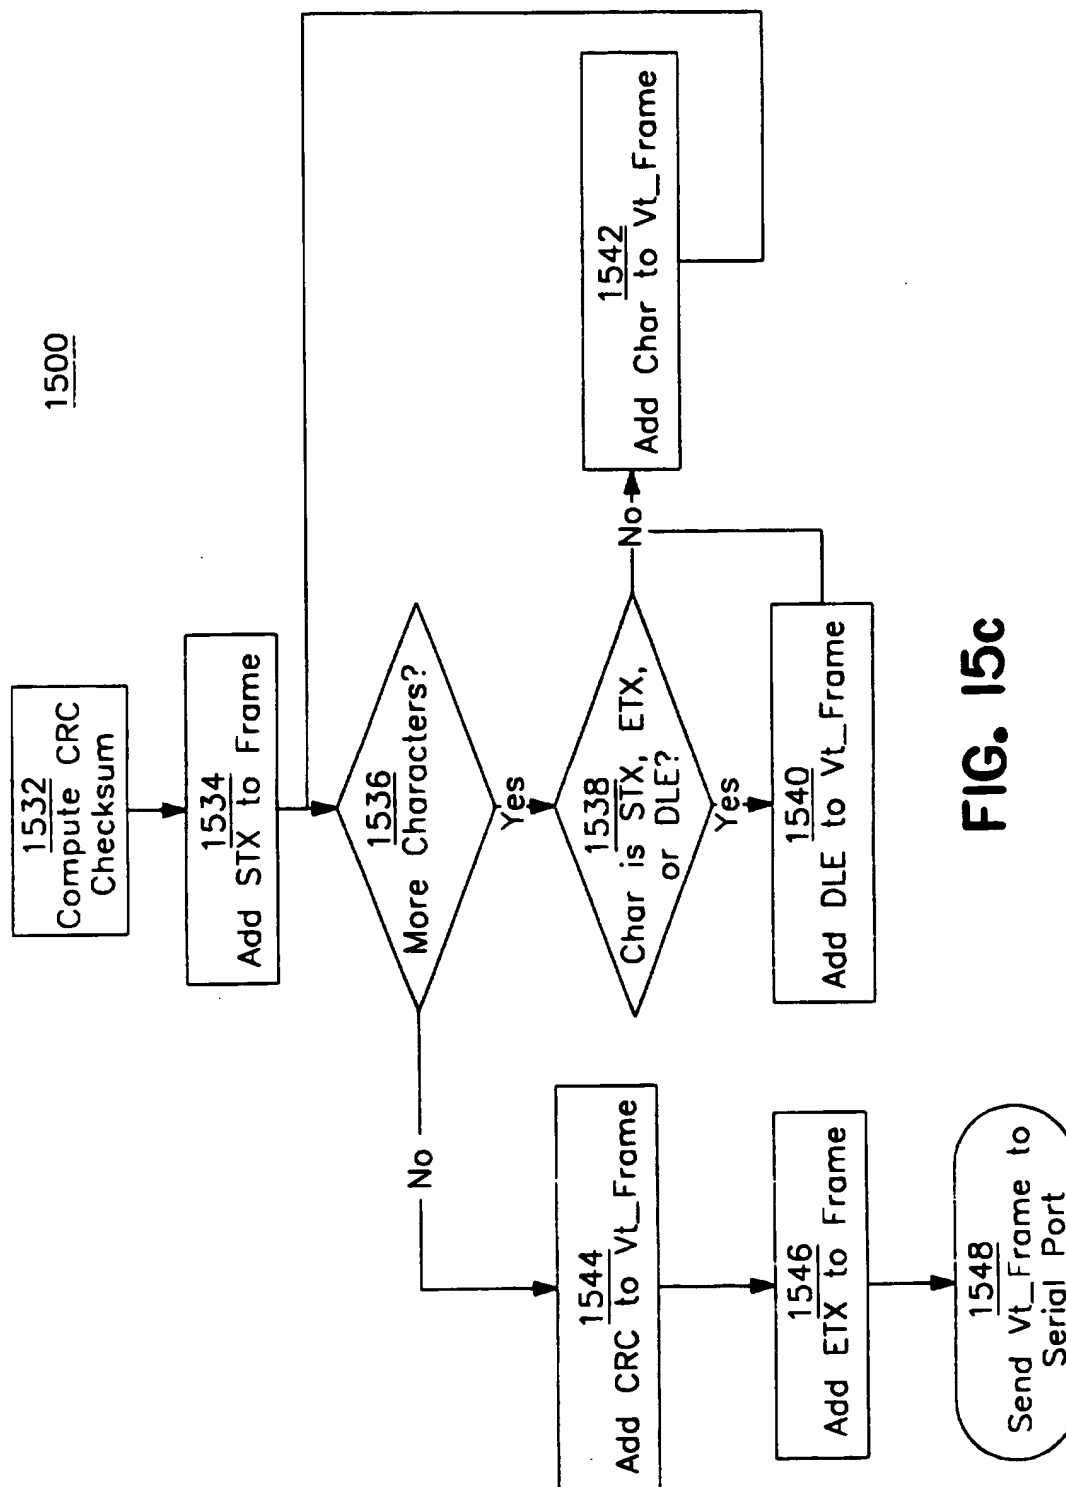 1500
1532
Compute CRC
Checksum
1534
Add STX to Frame
1536
More Characters?
No
Yes
1538
Char is STX, ETX,
or DLE?
No
Yes
1540
Add DLE to Vt_Frame
1542
Add Char to Vt_Frame
1544
Add CRC to Vt_Frame
1546
Add ETX to Frame
1548
Send Vt_Frame to
Serial Port
FIG. 15c